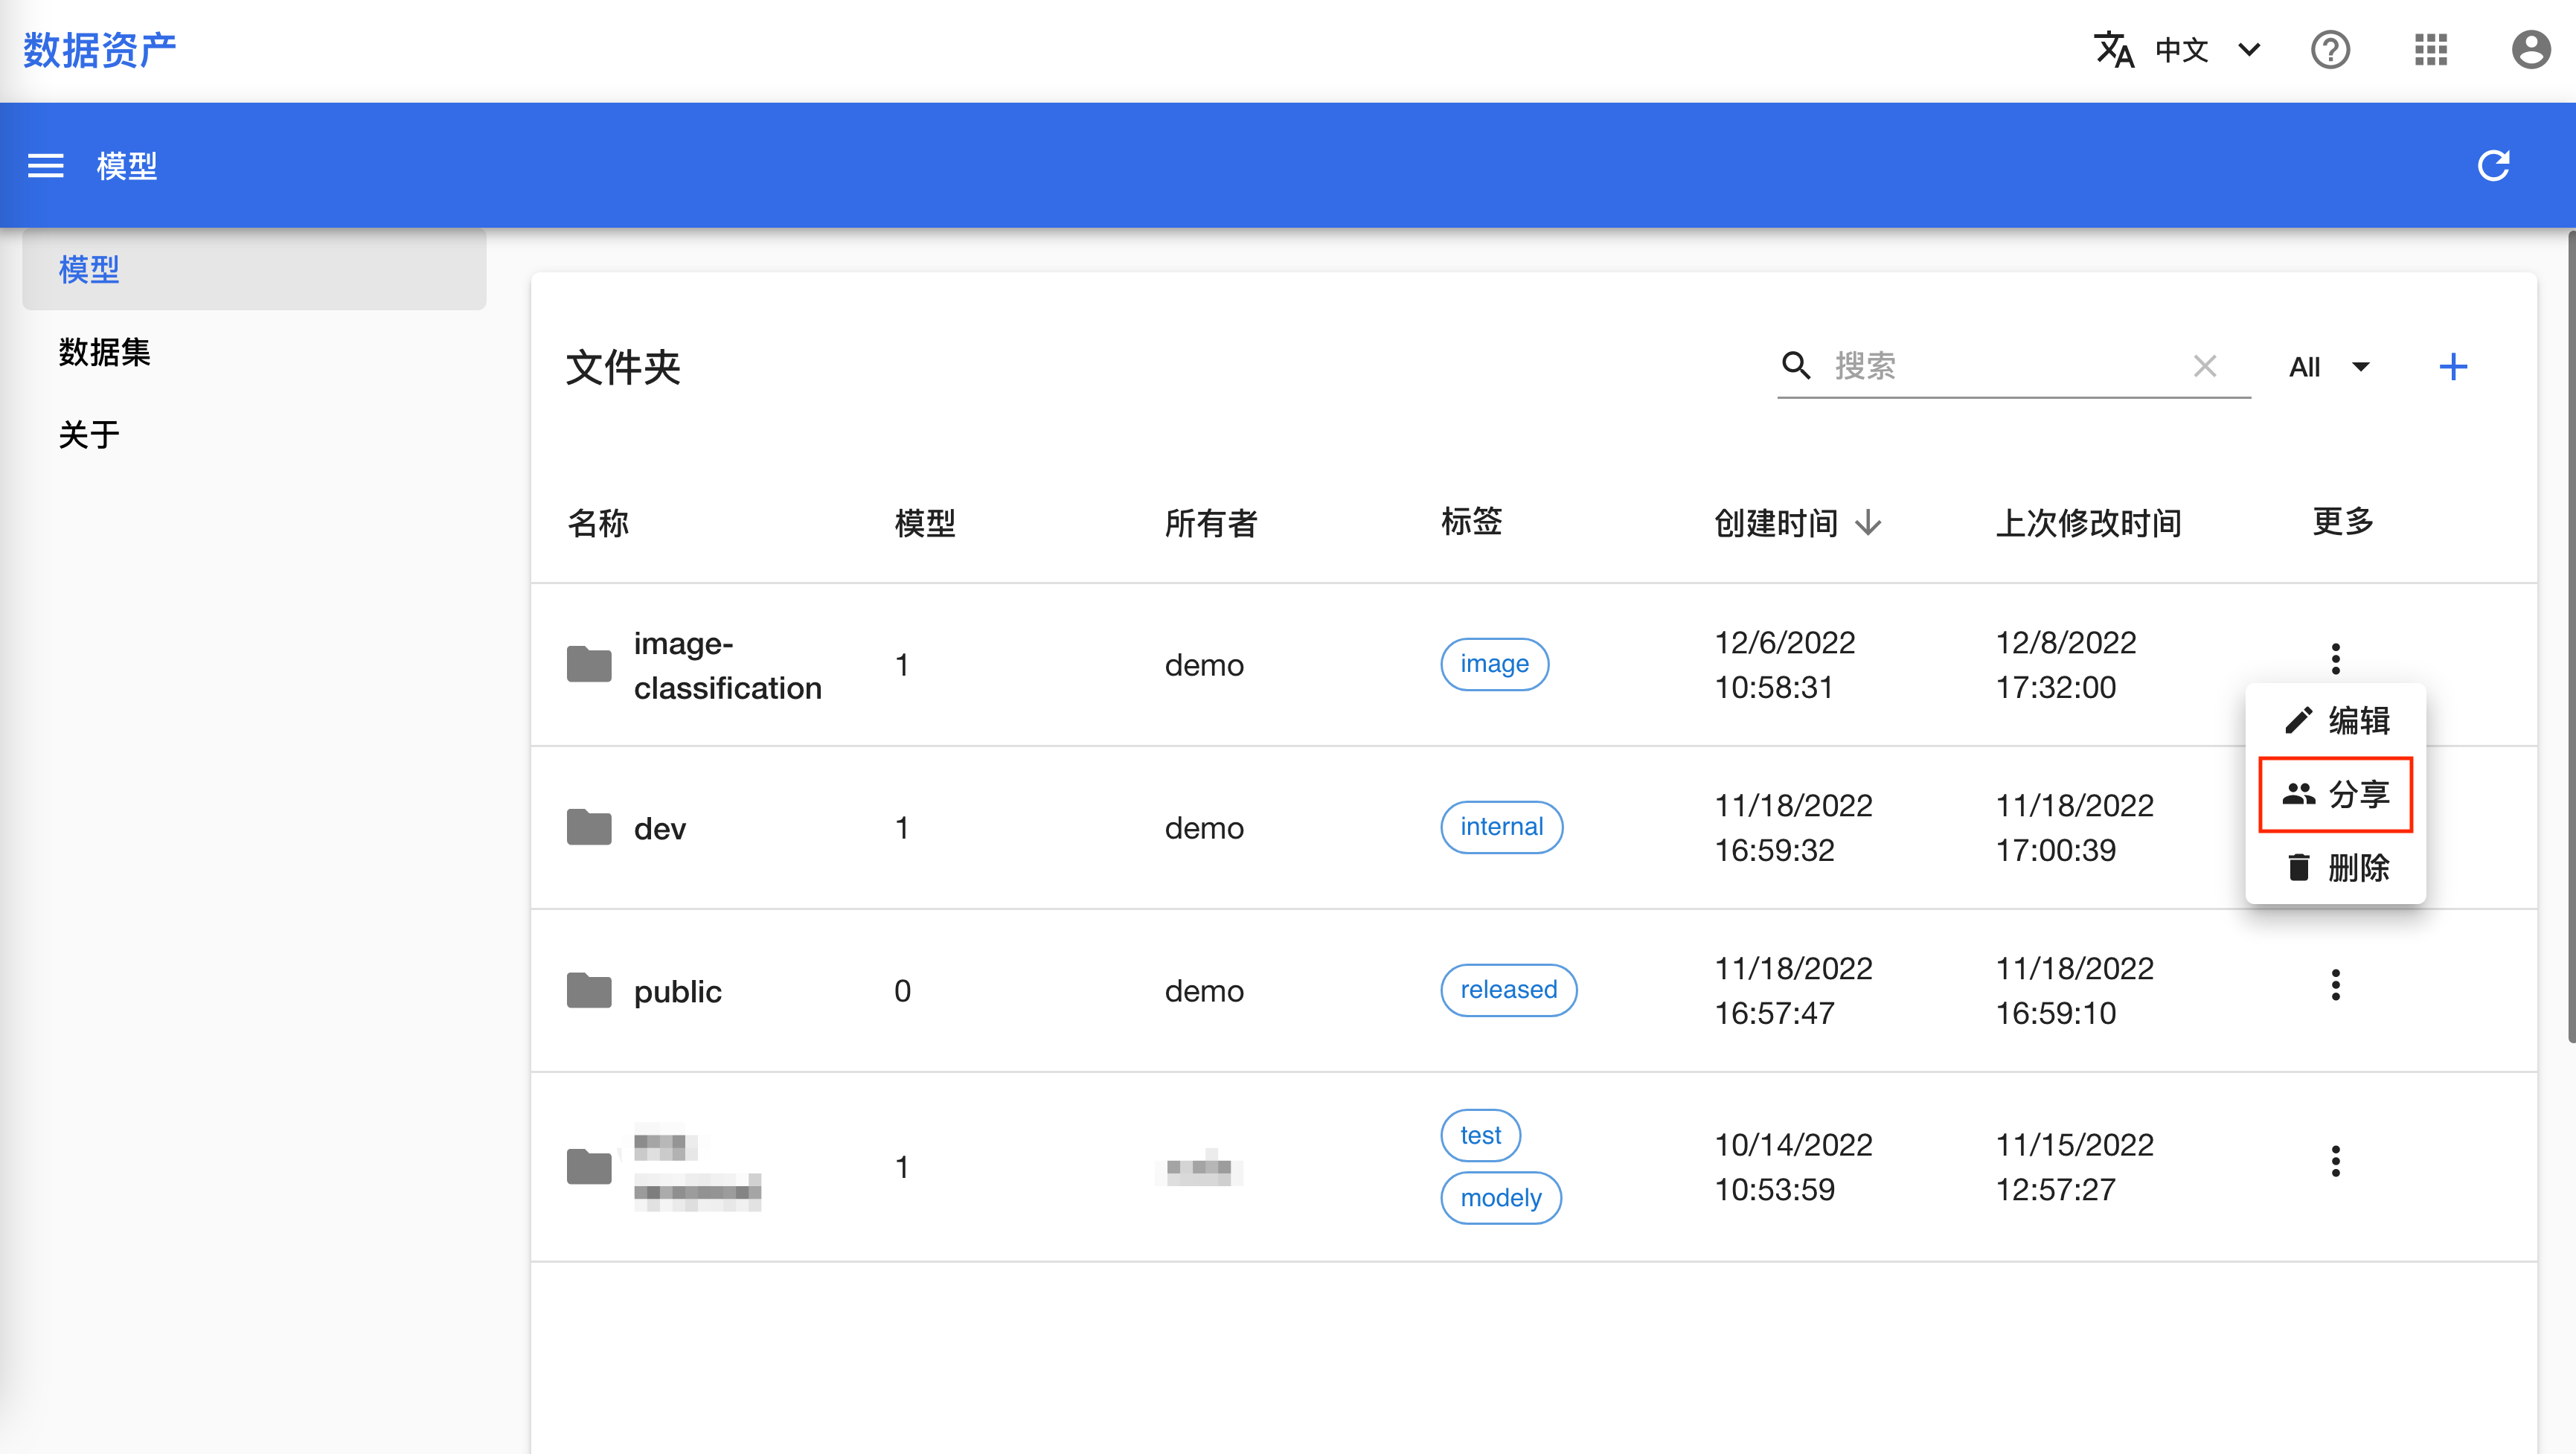 数据资产
中文
模型
模型
数据集
关于
文件夹
搜索
All
名称
模型
所有者
标签
创建时间
上次修改时间
更多
image-
classification
1
demo
image
12/6/2022
10:58:31
12/8/2022
17:32:00
编辑
分享
删除
dev
1
demo
internal
11/18/2022
16:59:32
11/18/2022
17:00:39
public
0
demo
released
11/18/2022
16:57:47
11/18/2022
16:59:10
1
test
modely
10/14/2022
10:53:59
11/15/2022
12:57:27